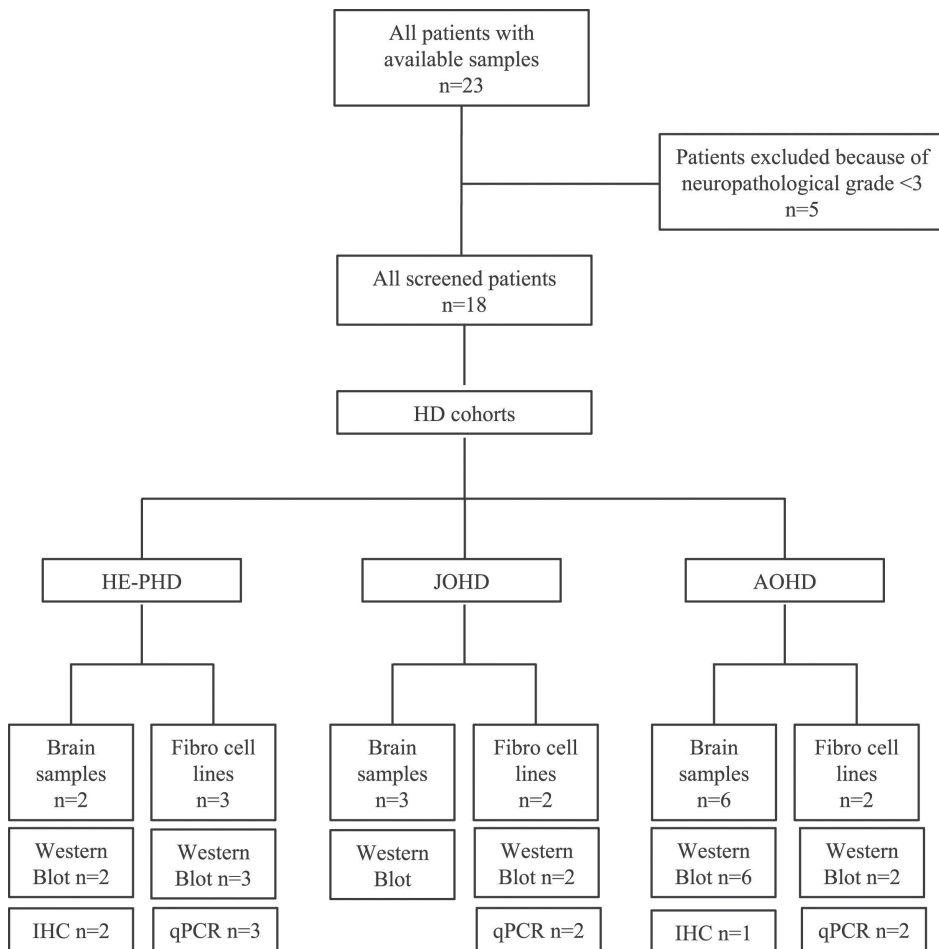 All patients with
available samples
n=23
Patients excluded because of
neuropathological grade <3
n=5
All screened patients
n=18
HD cohorts
HE-PHD
JOHD
AOHD
Brain
samples
n=2
Fibro cell
lines
n=3
Brain
samples
n=3
Fibro cell
lines
n=2
Brain
samples
n=6
Fibro cell
lines
n=2
Western
Blot n=2
Western
Blot n=3
Western
Blot
Western
Blot n=2
Western
Blot n=6
Western
Blot n=2
IHC n=2
qPCR n=3
qPCR n=2
IHC n=1
qPCR n=2